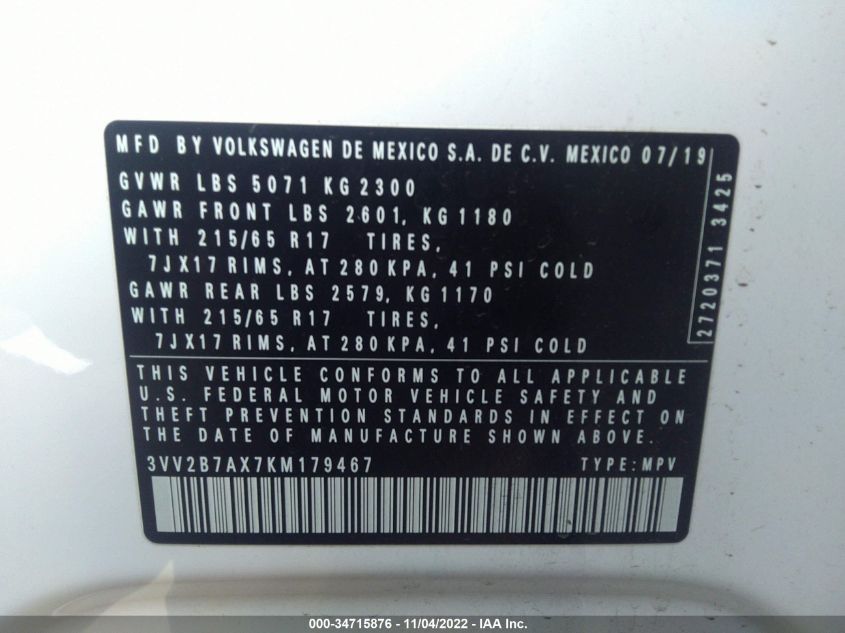 MFD BY VOLKSWAGEN DE MEXICO S.A. DE C.V. MEXICO 07/19
GVWR LBS 5071 KG 2300
GAWR FRONT LBS 2601, KG 1180
WITH 215/65 R17 TIRES,
7JX17 RIMS, AT 280 KPA, 41 PSI COLD
GAWR REAR LBS 2579, KG 1170
WITH 215/65 R17 TIRES,
7JX17 RIMS, AT 280 KPA, 41 PSI COLD
2720371 3425
THIS VEHICLE CONFORMS TO ALL APPLICABLE
U.S. FEDERAL MOTOR VEHICLE SAFETY AND
THEFT PREVENTION STANDARDS IN EFFECT ON
THE DATE OF MANUFACTURE SHOWN ABOVE.
3VV2B7AX7KM179467 TYPE: MPV
000-34715876 - 11/04/2022 - IAA Inc.